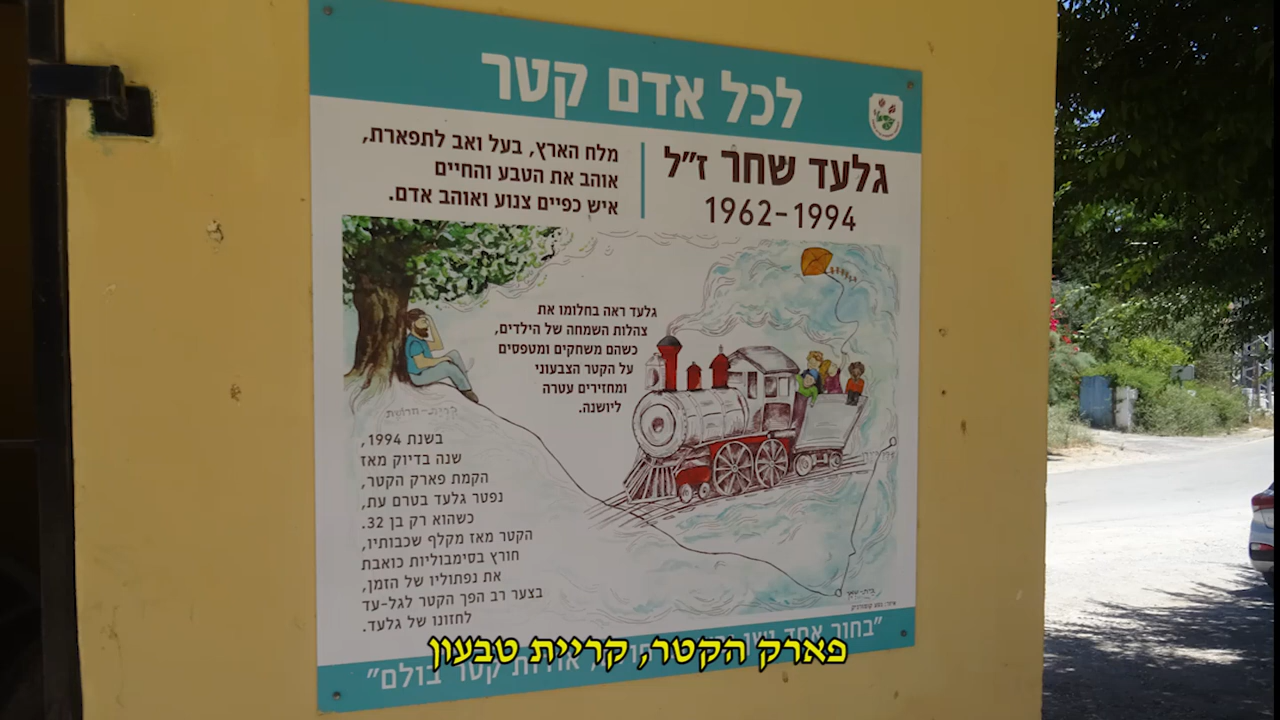 לכל אדם קטר
גלעד שחר ז"ל
1962-1994
מלח הארץ, בעל ואב לתפארת,
אוהב את הטבע והחיים
איש כפיים צנוע ואוהב אדם.
גלעד ראה בחלומו את
צהלות השמחה של הילדים,
כשהם משחקים ומטפסים
על הקטר הצבעוני
ומחזירים עטרה
ליושנה.
בשנת 1994,
שנה בדיוק מאז
הקמת פארק הקטר,
נפטר גלעד בטרם עת,
כשהוא רק בן 32.
הקטר מאז מקלף שכבותיו,
חורץ בסימבוליות כואבת
את נפתוליו של הזמן,
בצער רב הפך הקטר לגל-עד
לחזונו של גלעד.
"בחור אחד
אודות קטר בולם"
פארק הקטר, קריית טבעון